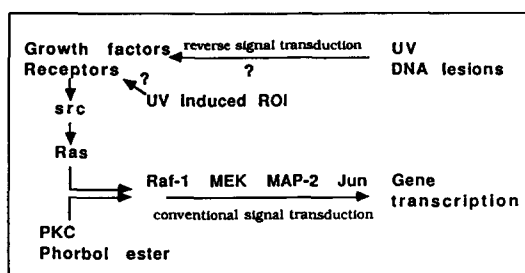 Growth factors reverse signal transduction UV
Receptors ? ? DNA lesions
src UV Induced ROI
Ras
Raf-1 MEK MAP-2 Jun Gene
conventional signal transduction transcription
PKC
Phorbol ester